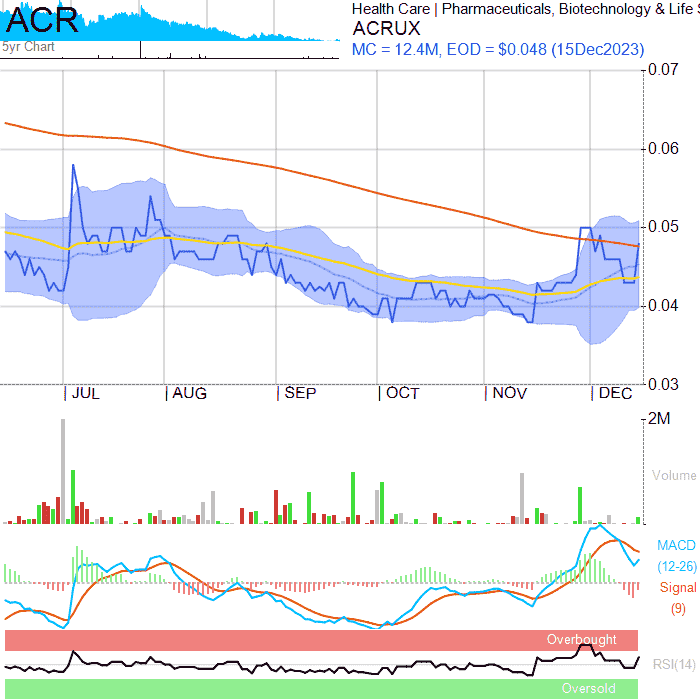 ACR
5yr Chart
Health Care | Pharmaceuticals, Biotechnology & Life S
ACRUX
MC = 12.4M, EOD = $0.048 (15Dec2023)
0.07
0.06
0.05
0.04
0.03
JUL AUG SEP OCT NOV DEC
2M
Volume
MACD
(12-26)
Signal
(9)
Overbought
RSI(14)
Oversold